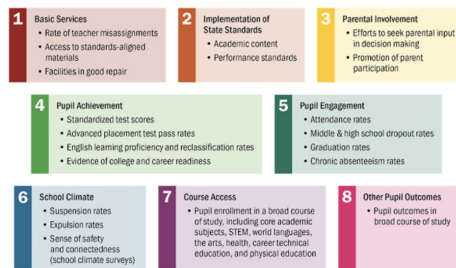 1
Basic Services
• Rate of teacher misassignments
• Access to standards-aligned
materials
• Facilities in good repair
2
Implementation of
State Standards
• Academic content
• Performance standards
3
Parental Involvement
• Efforts to seek parental input
in decision making
• Promotion of parent
participation
4
Pupil Achievement
• Standardized test scores
• Advanced placement test pass rates
• English learning proficiency and reclassification rates
• Evidence of college and career readiness
5
Pupil Engagement
• Attendance rates
• Middle & high school dropout rates
• Graduation rates
• Chronic absenteeism rates
6
School Climate
• Suspension rates
• Expulsion rates
• Sense of safety
and connectedness
(school climate surveys)
7
Course Access
• Pupil enrollment in a broad course
of study, including core academic
subjects, STEM, world languages,
the arts, health, career technical
education, and physical education
8
Other Pupil Outcomes
• Pupil outcomes in
broad course of study